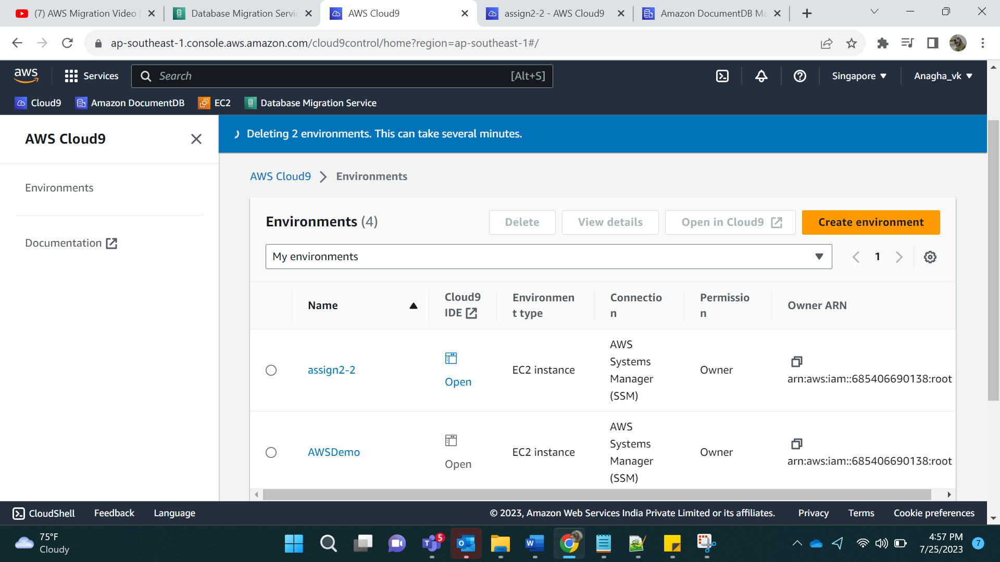 (7) AWS Migration Video
Database Migration Servic
AWS Cloud9
assign2-2 - AWS Cloud9
Amazon DocumentDB Ma
ap-southeast-1.console.aws.amazon.com/cloud9control/home?region=ap-southeast-1#/
aws
Services
Search
[Alt+S]
Singapore
Anagha_vk
Cloud9
Amazon DocumentDB
EC2
Database Migration Service
AWS Cloud9
Environments
Documentation
Deleting 2 environments. This can take several minutes.
AWS Cloud9 > Environments
Environments (4)
Delete
View details
Open in Cloud9
Create environment
My environments
1
Name
Cloud9
IDE
Environmen
t type
Connectio
n
Permissio
n
Owner ARN
assign2-2
Open
EC2 instance
AWS
Systems
Manager
(SSM)
Owner
arn:aws:iam::685406690138:root
AWSDemo
Open
EC2 instance
AWS
Systems
Manager
(SSM)
Owner
arn:aws:iam::685406690138:root
CloudShell
Feedback
Language
© 2023, Amazon Web Services India Private Limited or its affiliates.
Privacy
Terms
Cookie preferences
75°F
Cloudy
5
4:57 PM
7/25/2023
7